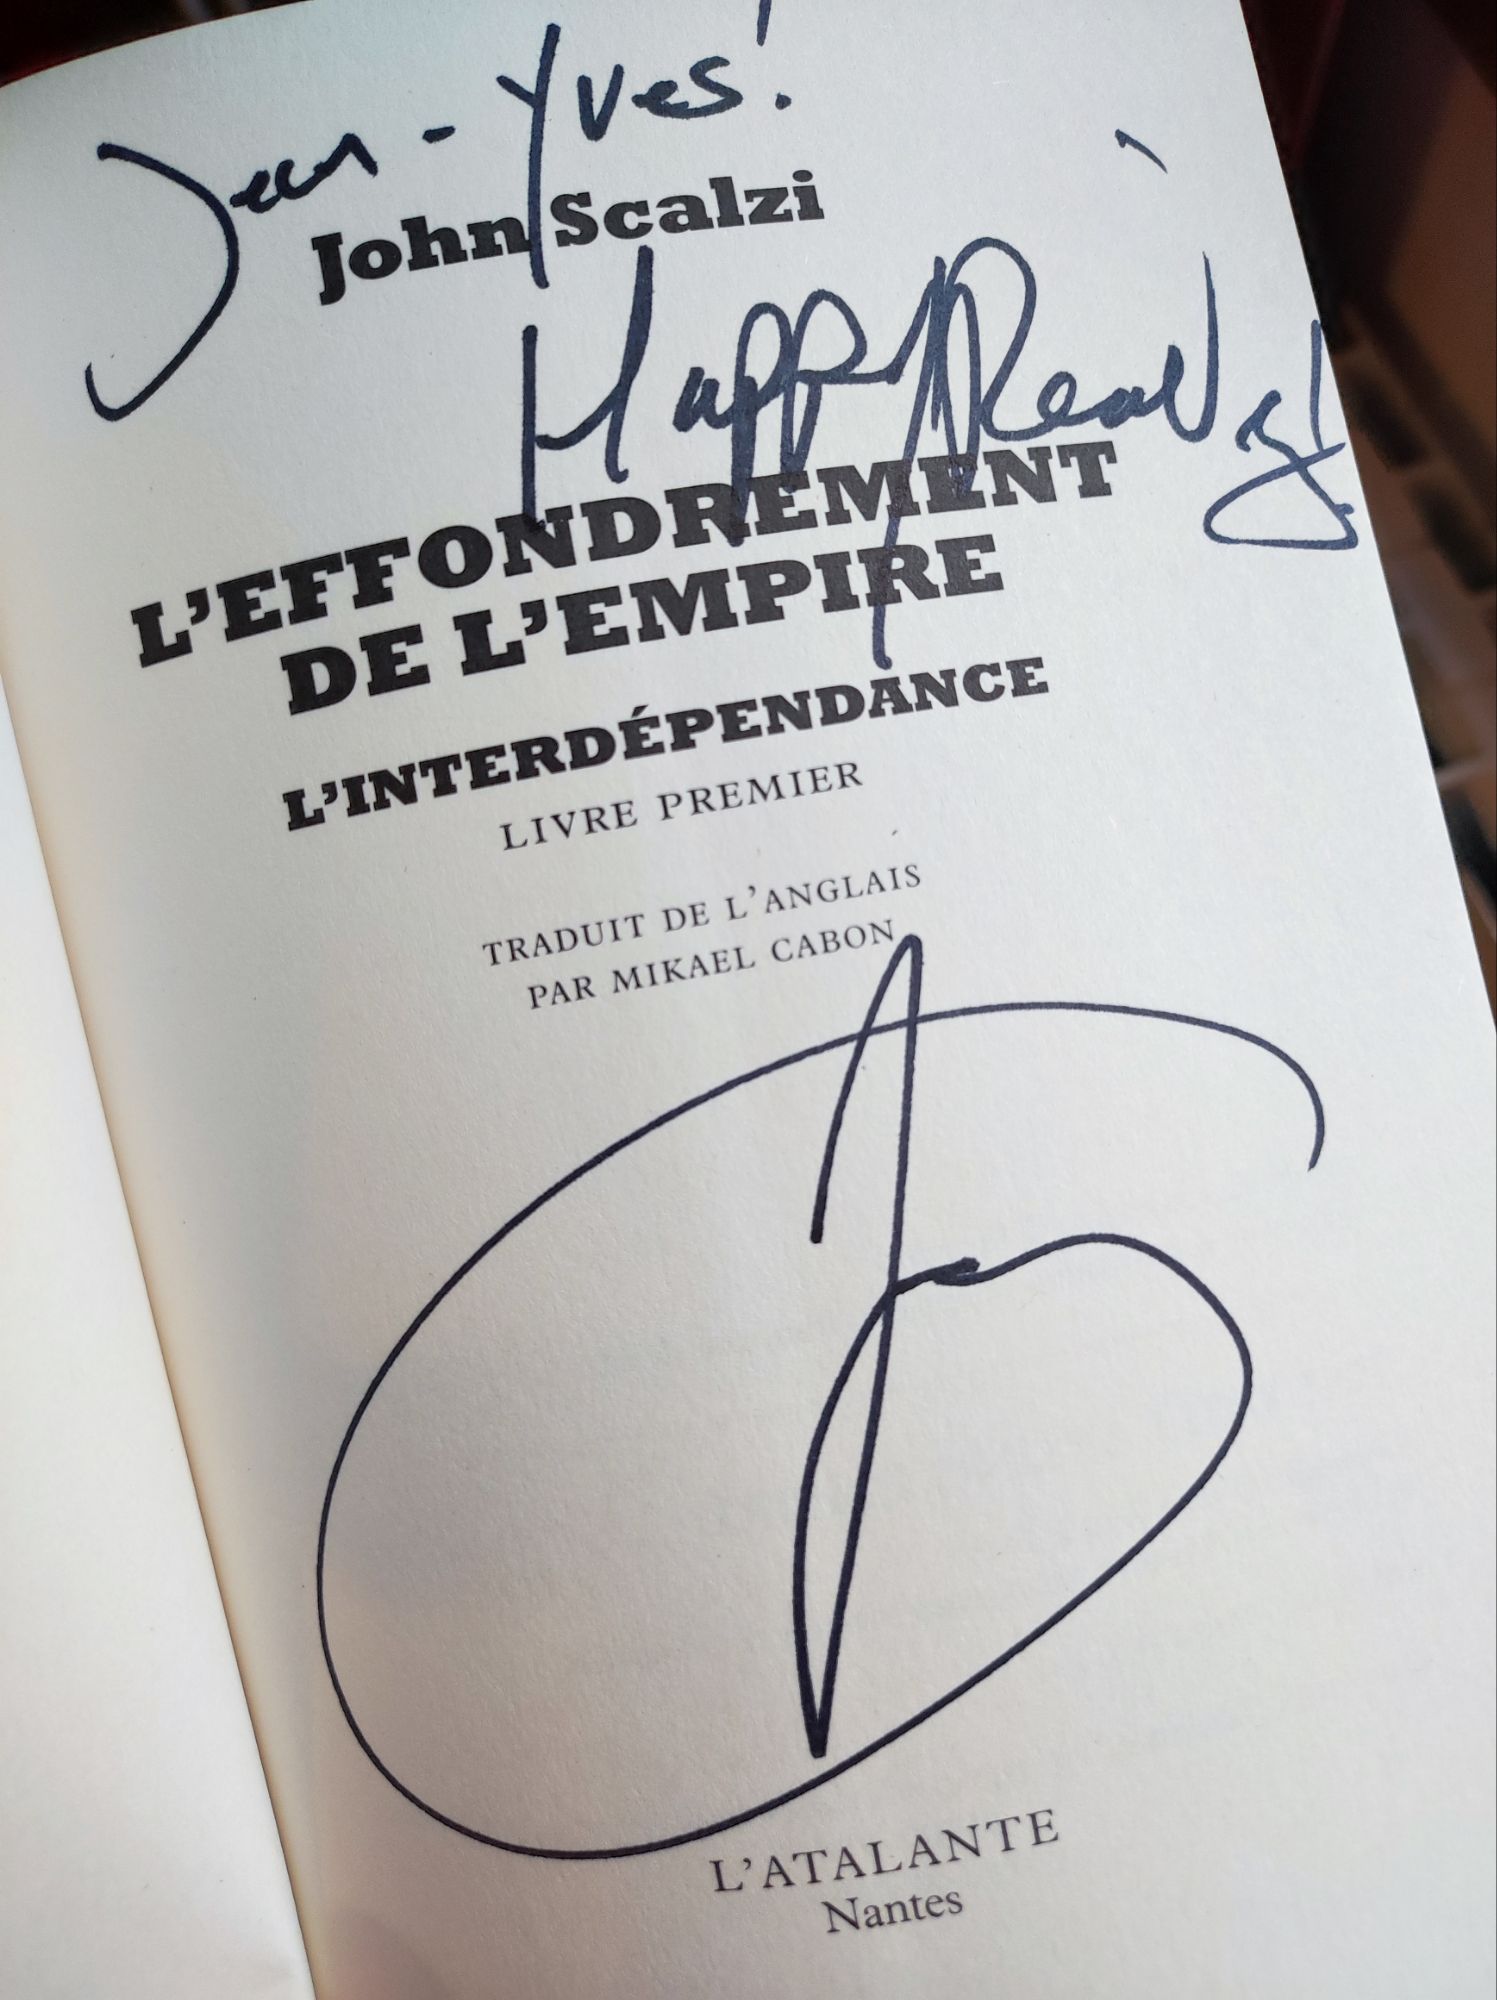 Jean-Yves!
John Scalzi
Happy Reading!
L'EFFONDREMENT
DE L'EMPIRE
L'INTERDÉPENDANCE
LIVRE PREMIER
TRADUIT DE L'ANGLAIS
PAR MIKAEL CABON
L'ATALANTE
Nantes